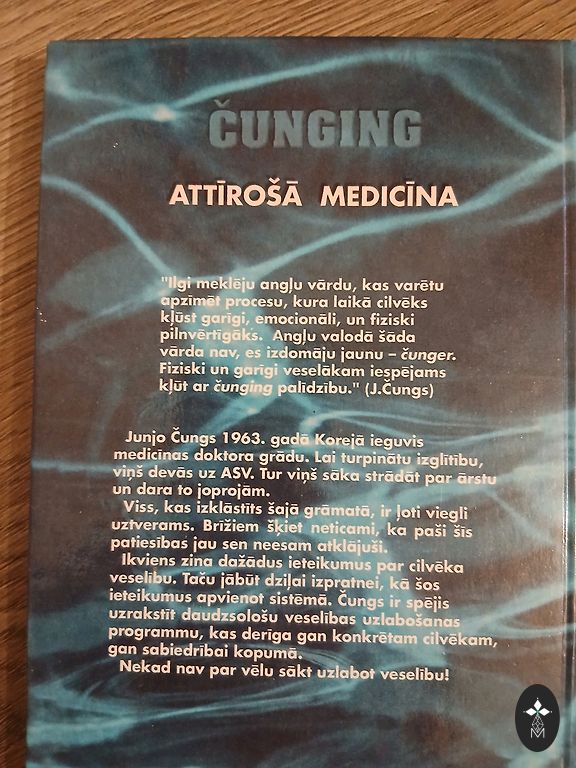 ČUNGING
ATTĪROŠĀ MEDICĪNA
"Ilgi meklēju angļu vārdu, kas varētu
apzīmēt procesu, kura laikā cilvēks
kļūst garīgi, emocionāli, un fiziski
pilnvērtīgāks. Angļu valodā šāda
vārda nav, es izdomāju jaunu – čunger.
Fiziski un garīgi veselākam iespējams
kļūt ar čunging palīdzību." (J.Čungs)
Junjo Čungs 1963. gadā Korejā ieguvis
medicīnas doktora grādu. Lai turpinātu izglītību,
viņš devās uz ASV. Tur viņš sāka strādāt par ārstu
un dara to joprojām.
Viss, kas izklāstīts šajā grāmatā, ir ļoti viegli
uztverams. Brīžiem šķiet neticami, ka paši šīs
patiesības jau sen neesam atklājuši.
Ikviens zina dažādus ieteikumus par cilvēka
veselību. Taču jābūt dziļai izpratnei, kā šos
ieteikumus apvienot sistēmā. Čungs ir spējis
uzrakstīt daudzsološu veselības uzlabošanas
programmu, kas derīga gan konkrētam cilvēkam,
gan sabiedrībai kopumā.
Nekad nav par vēlu sākt uzlabot veselību!
M